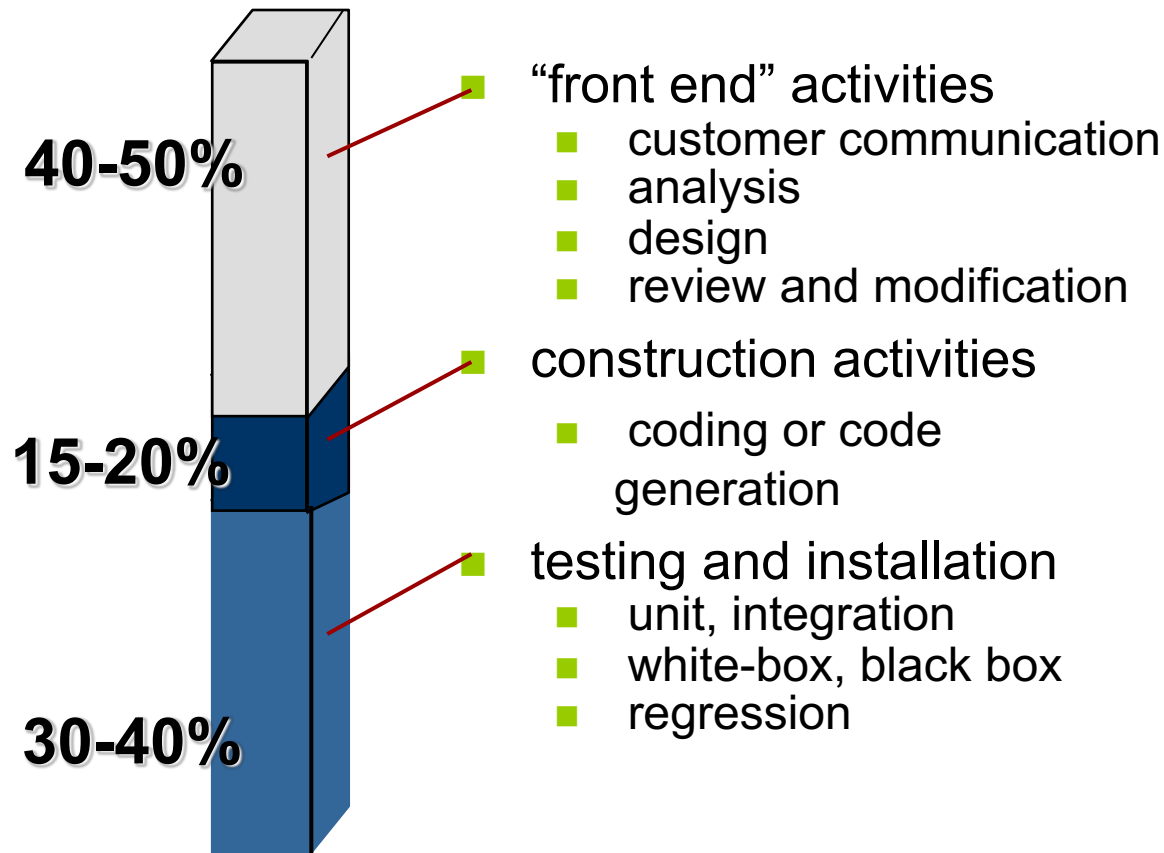 40-50%
“front end” activities
customer communication
analysis
design
review and modification
15-20%
construction activities
coding or code
generation
30-40%
testing and installation
unit, integration
white-box, black box
regression